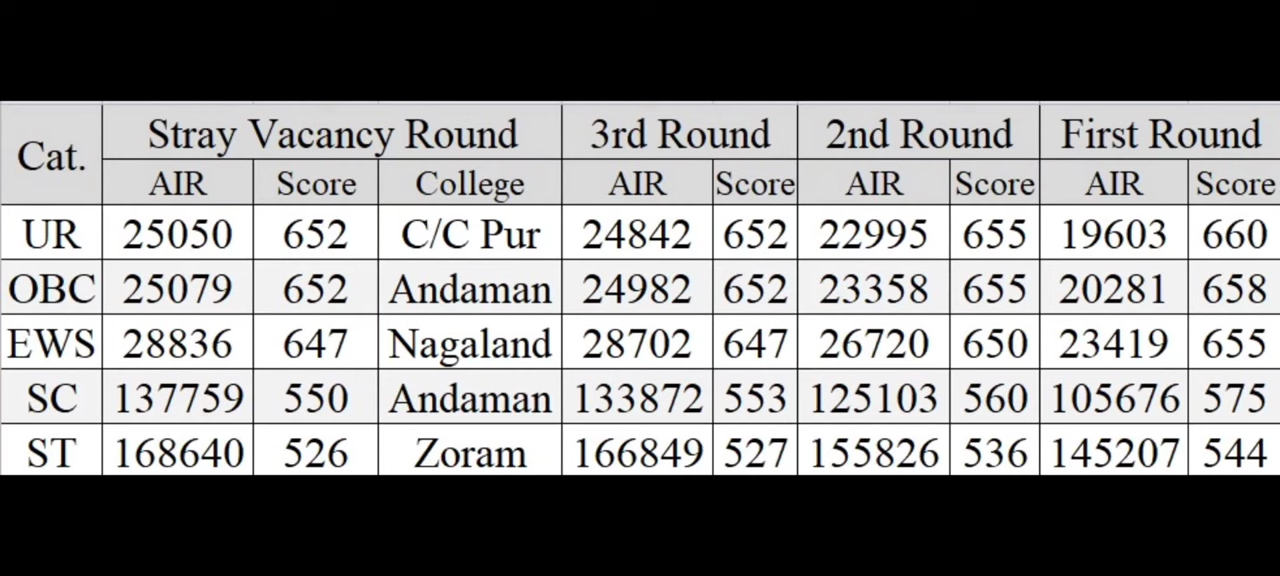 Cat. Stray Vacancy Round 3rd Round 2nd Round First Round
AIR Score College AIR Score AIR Score AIR Score
UR 25050 652 C/C Pur 24842 652 22995 655 19603 660
OBC 25079 652 Andaman 24982 652 23358 655 20281 658
EWS 28836 647 Nagaland 28702 647 26720 650 23419 655
SC 137759 550 Andaman 133872 553 125103 560 105676 575
ST 168640 526 Zoram 166849 527 155826 536 145207 544